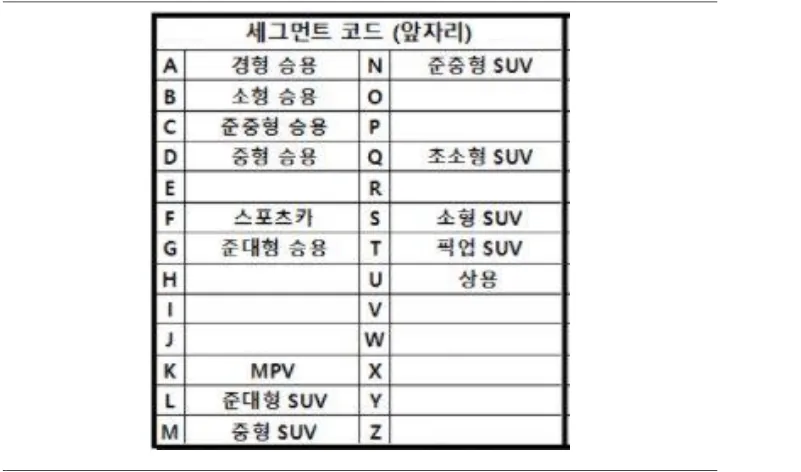 세그먼트 코드 (앞자리)
A 경형 승용 N 준중형 SUV
B 소형 승용 O
C 준중형 승용 P
D 중형 승용 Q 초소형 SUV
E R
F 스포츠카 S 소형 SUV
G 준대형 승용 T 픽업 SUV
H U 상용
I V
J W
K MPV X
L 준대형 SUV Y
M 중형 SUV Z